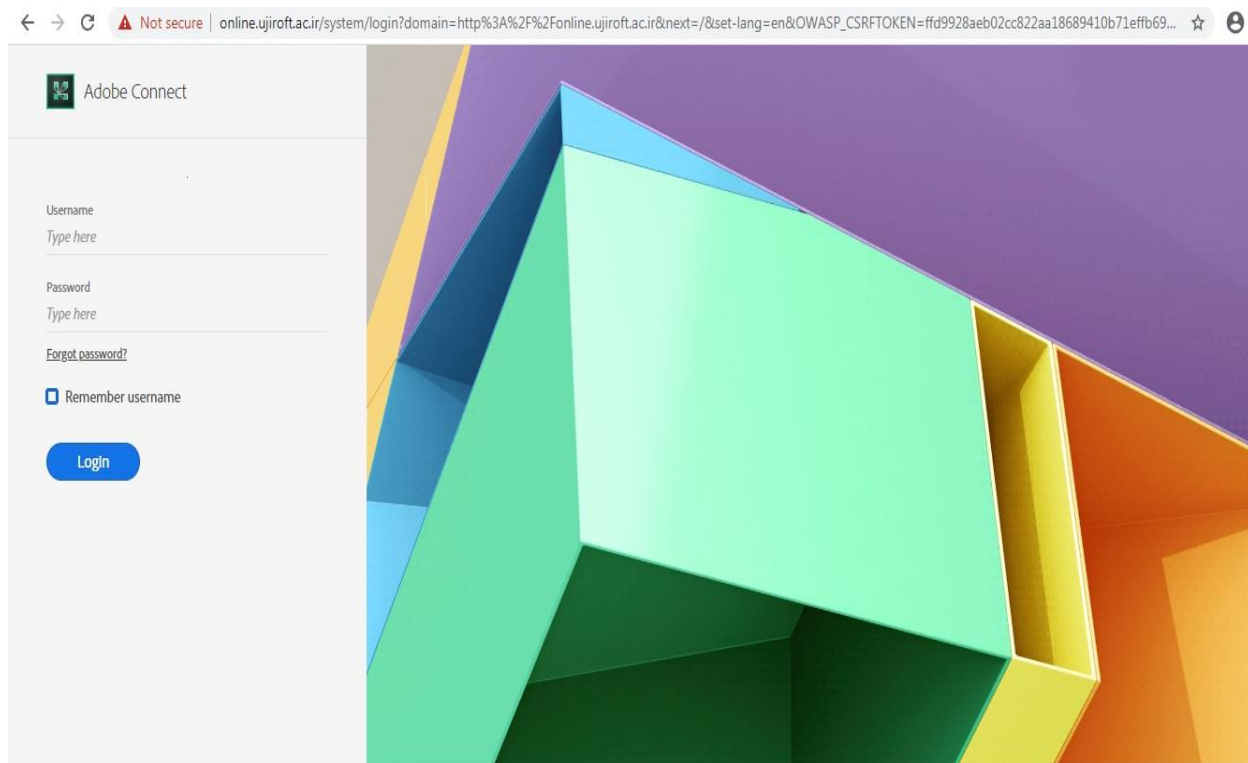 Not secure | online.ujiroft.ac.ir/system/login?domain=http%3A%2F%2Fonline.ujiroft.ac.ir&next=/&set-lang=en&OWASP_CSRFTOKEN=ffd9928aeb02cc822aa18689410b71effb69...
Adobe Connect
.
Username
Type here
Password
Type here
Forgot password?
Remember username
Login